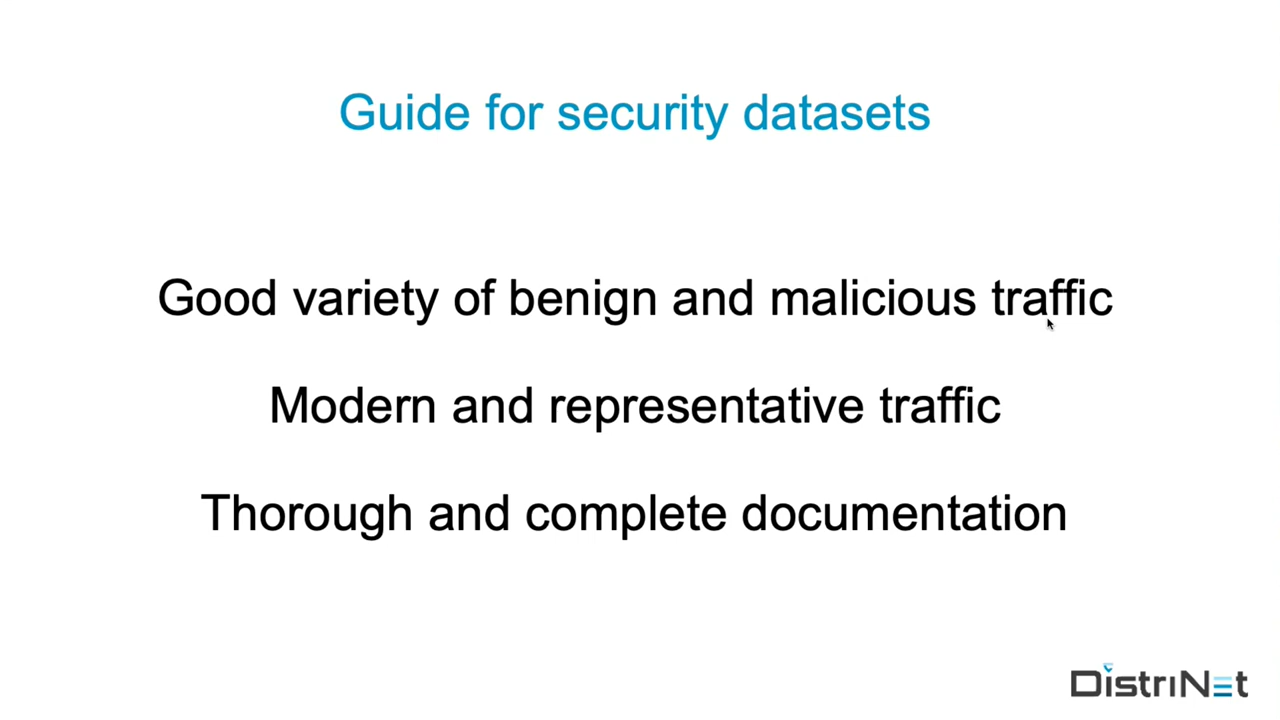 Guide for security datasets
Good variety of benign and malicious traffic
Modern and representative traffic
Thorough and complete documentation
DistriNet